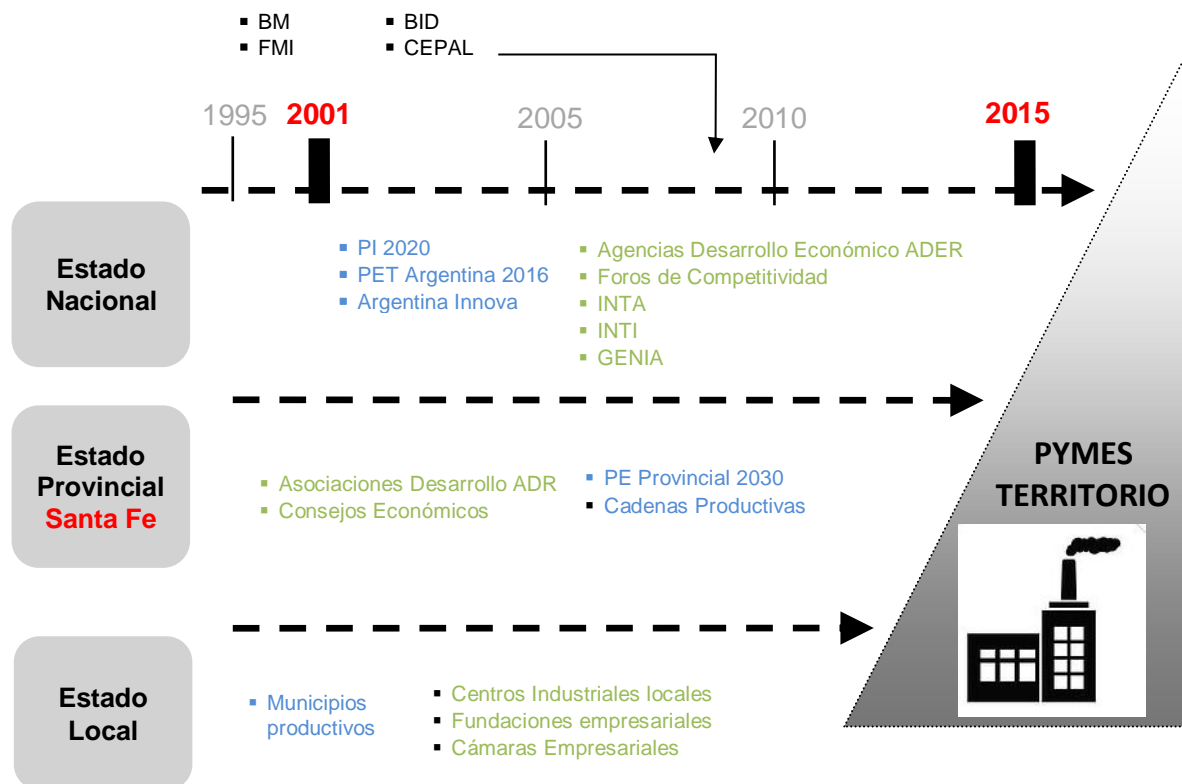 ▪ BM ▪ BID
▪ FMI ▪ CEPAL
1995 2001 2005 2010 2015
Estado
Nacional
▪ PI 2020
▪ PET Argentina 2016
▪ Argentina Innova
▪ Agencias Desarrollo Económico ADER
▪ Foros de Competitividad
▪ INTA
▪ INTI
▪ GENIA
Estado
Provincial
Santa Fe
▪ Asociaciones Desarrollo ADR
▪ Consejos Económicos
▪ PE Provincial 2030
▪ Cadenas Productivas
PYMES
TERRITORIO
Estado
Local
▪ Municipios
productivos
▪ Centros Industriales locales
▪ Fundaciones empresariales
▪ Cámaras Empresariales